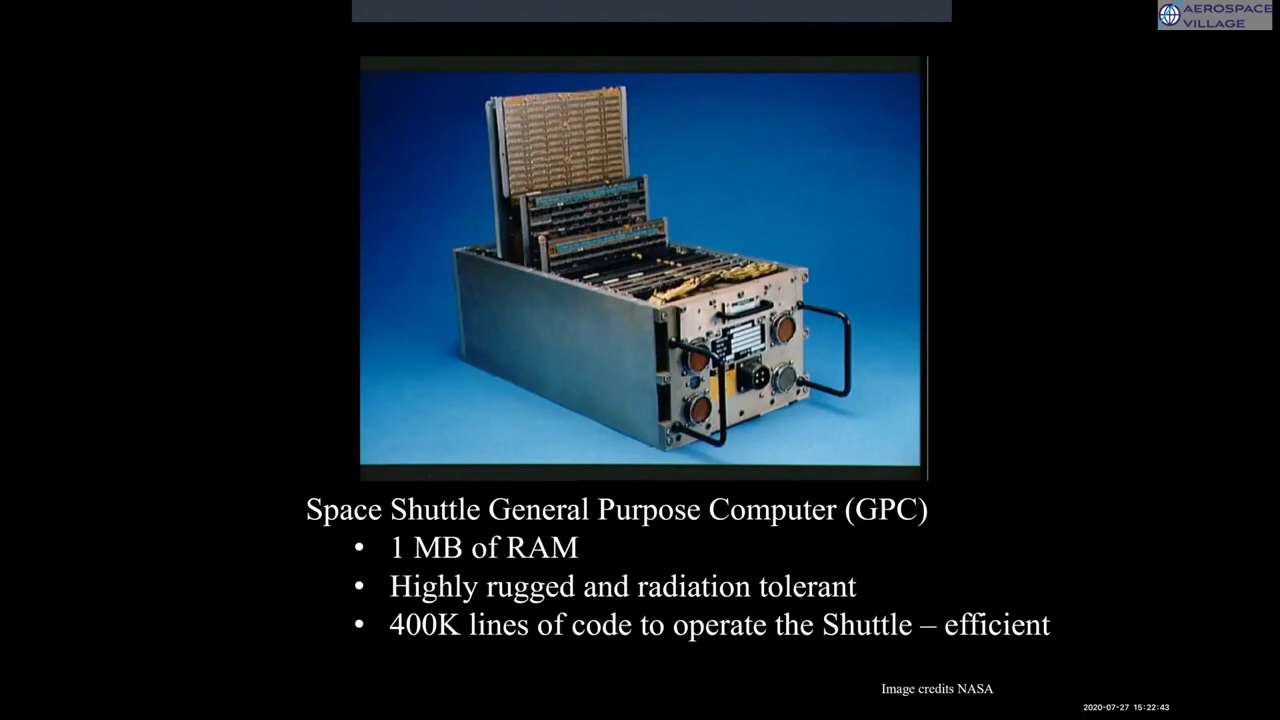 AEROSPACE
VILLAGE
Space Shuttle General Purpose Computer (GPC)
• 1 MB of RAM
• Highly rugged and radiation tolerant
• 400K lines of code to operate the Shuttle – efficient
Image credits NASA
2020-07-27 15:22:43